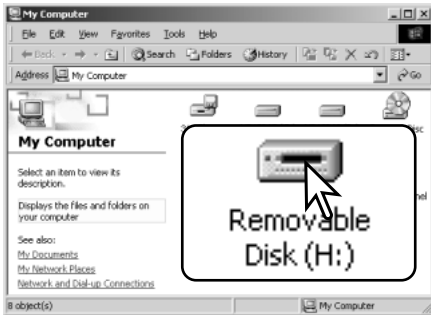 My Computer
File Edit View Favorites Tools Help
Back Search Folders History
Address My Computer Go
My Computer
Select an item to view its
description.
Displays the files and folders on
your computer
See also:
My Documents
My Network Places
Network and Dial-up Connections
Removable
Disk (H:)
8 object(s) My Computer